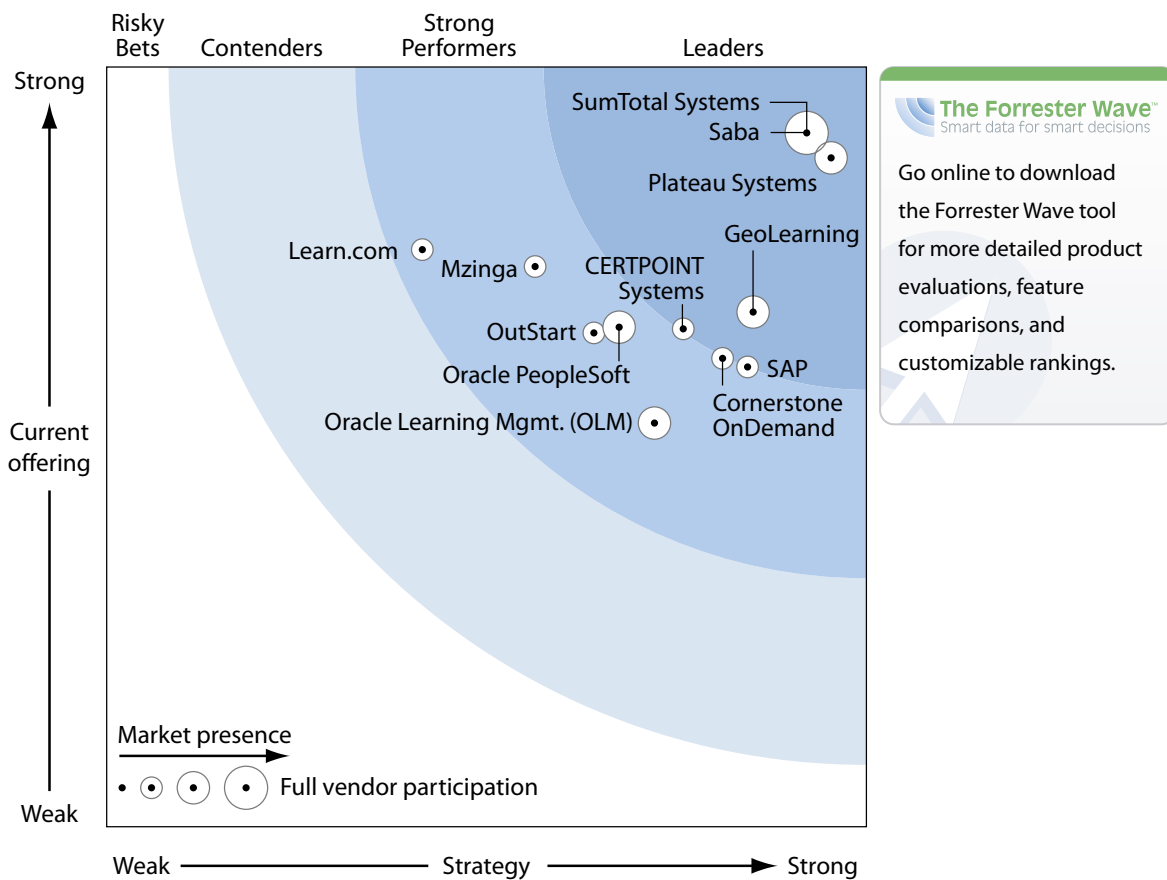 Risky
Bets
Contenders
Strong
Performers
Leaders
Strong
SumTotal Systems
Saba
Plateau Systems
GeoLearning
Learn.com
Mzinga
CERTPOINT
Systems
OutStart
Oracle PeopleSoft
SAP
Cornerstone
OnDemand
Oracle Learning Mgmt. (OLM)
Current
offering
Market presence
Full vendor participation
Weak
Weak
Strategy
Strong
The Forrester Wave™
Smart data for smart decisions
Go online to download
the Forrester Wave tool
for more detailed product
evaluations, feature
comparisons, and
customizable rankings.